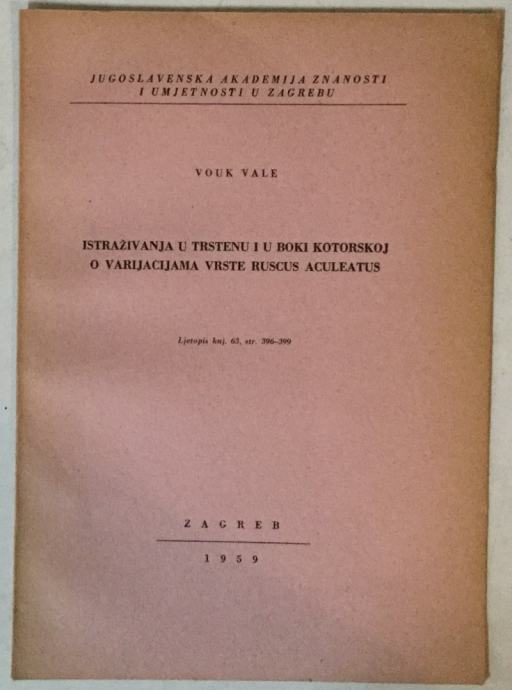 JUGOSLAVENSKA AKADEMIJA ZNANOSTI
I UMJETNOSTI U ZAGREBU
VOUK VALE
ISTRAŽIVANJA U TRSTENU I U BOKI KOTORSKOJ
O VARIJACIJAMA VRSTE RUSCUS ACULEATUS
Ljetopis knj. 63, str. 396–399
ZAGREB
1959